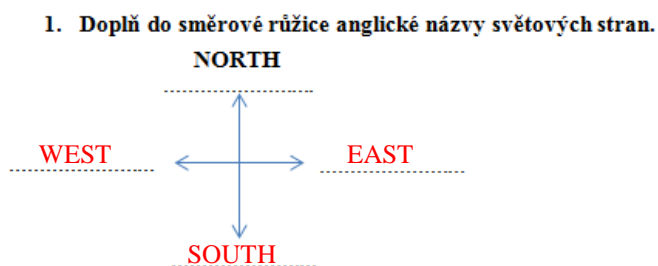 1. Doplň do směrové růžice anglické názvy světových stran.
NORTH
WEST
EAST
SOUTH